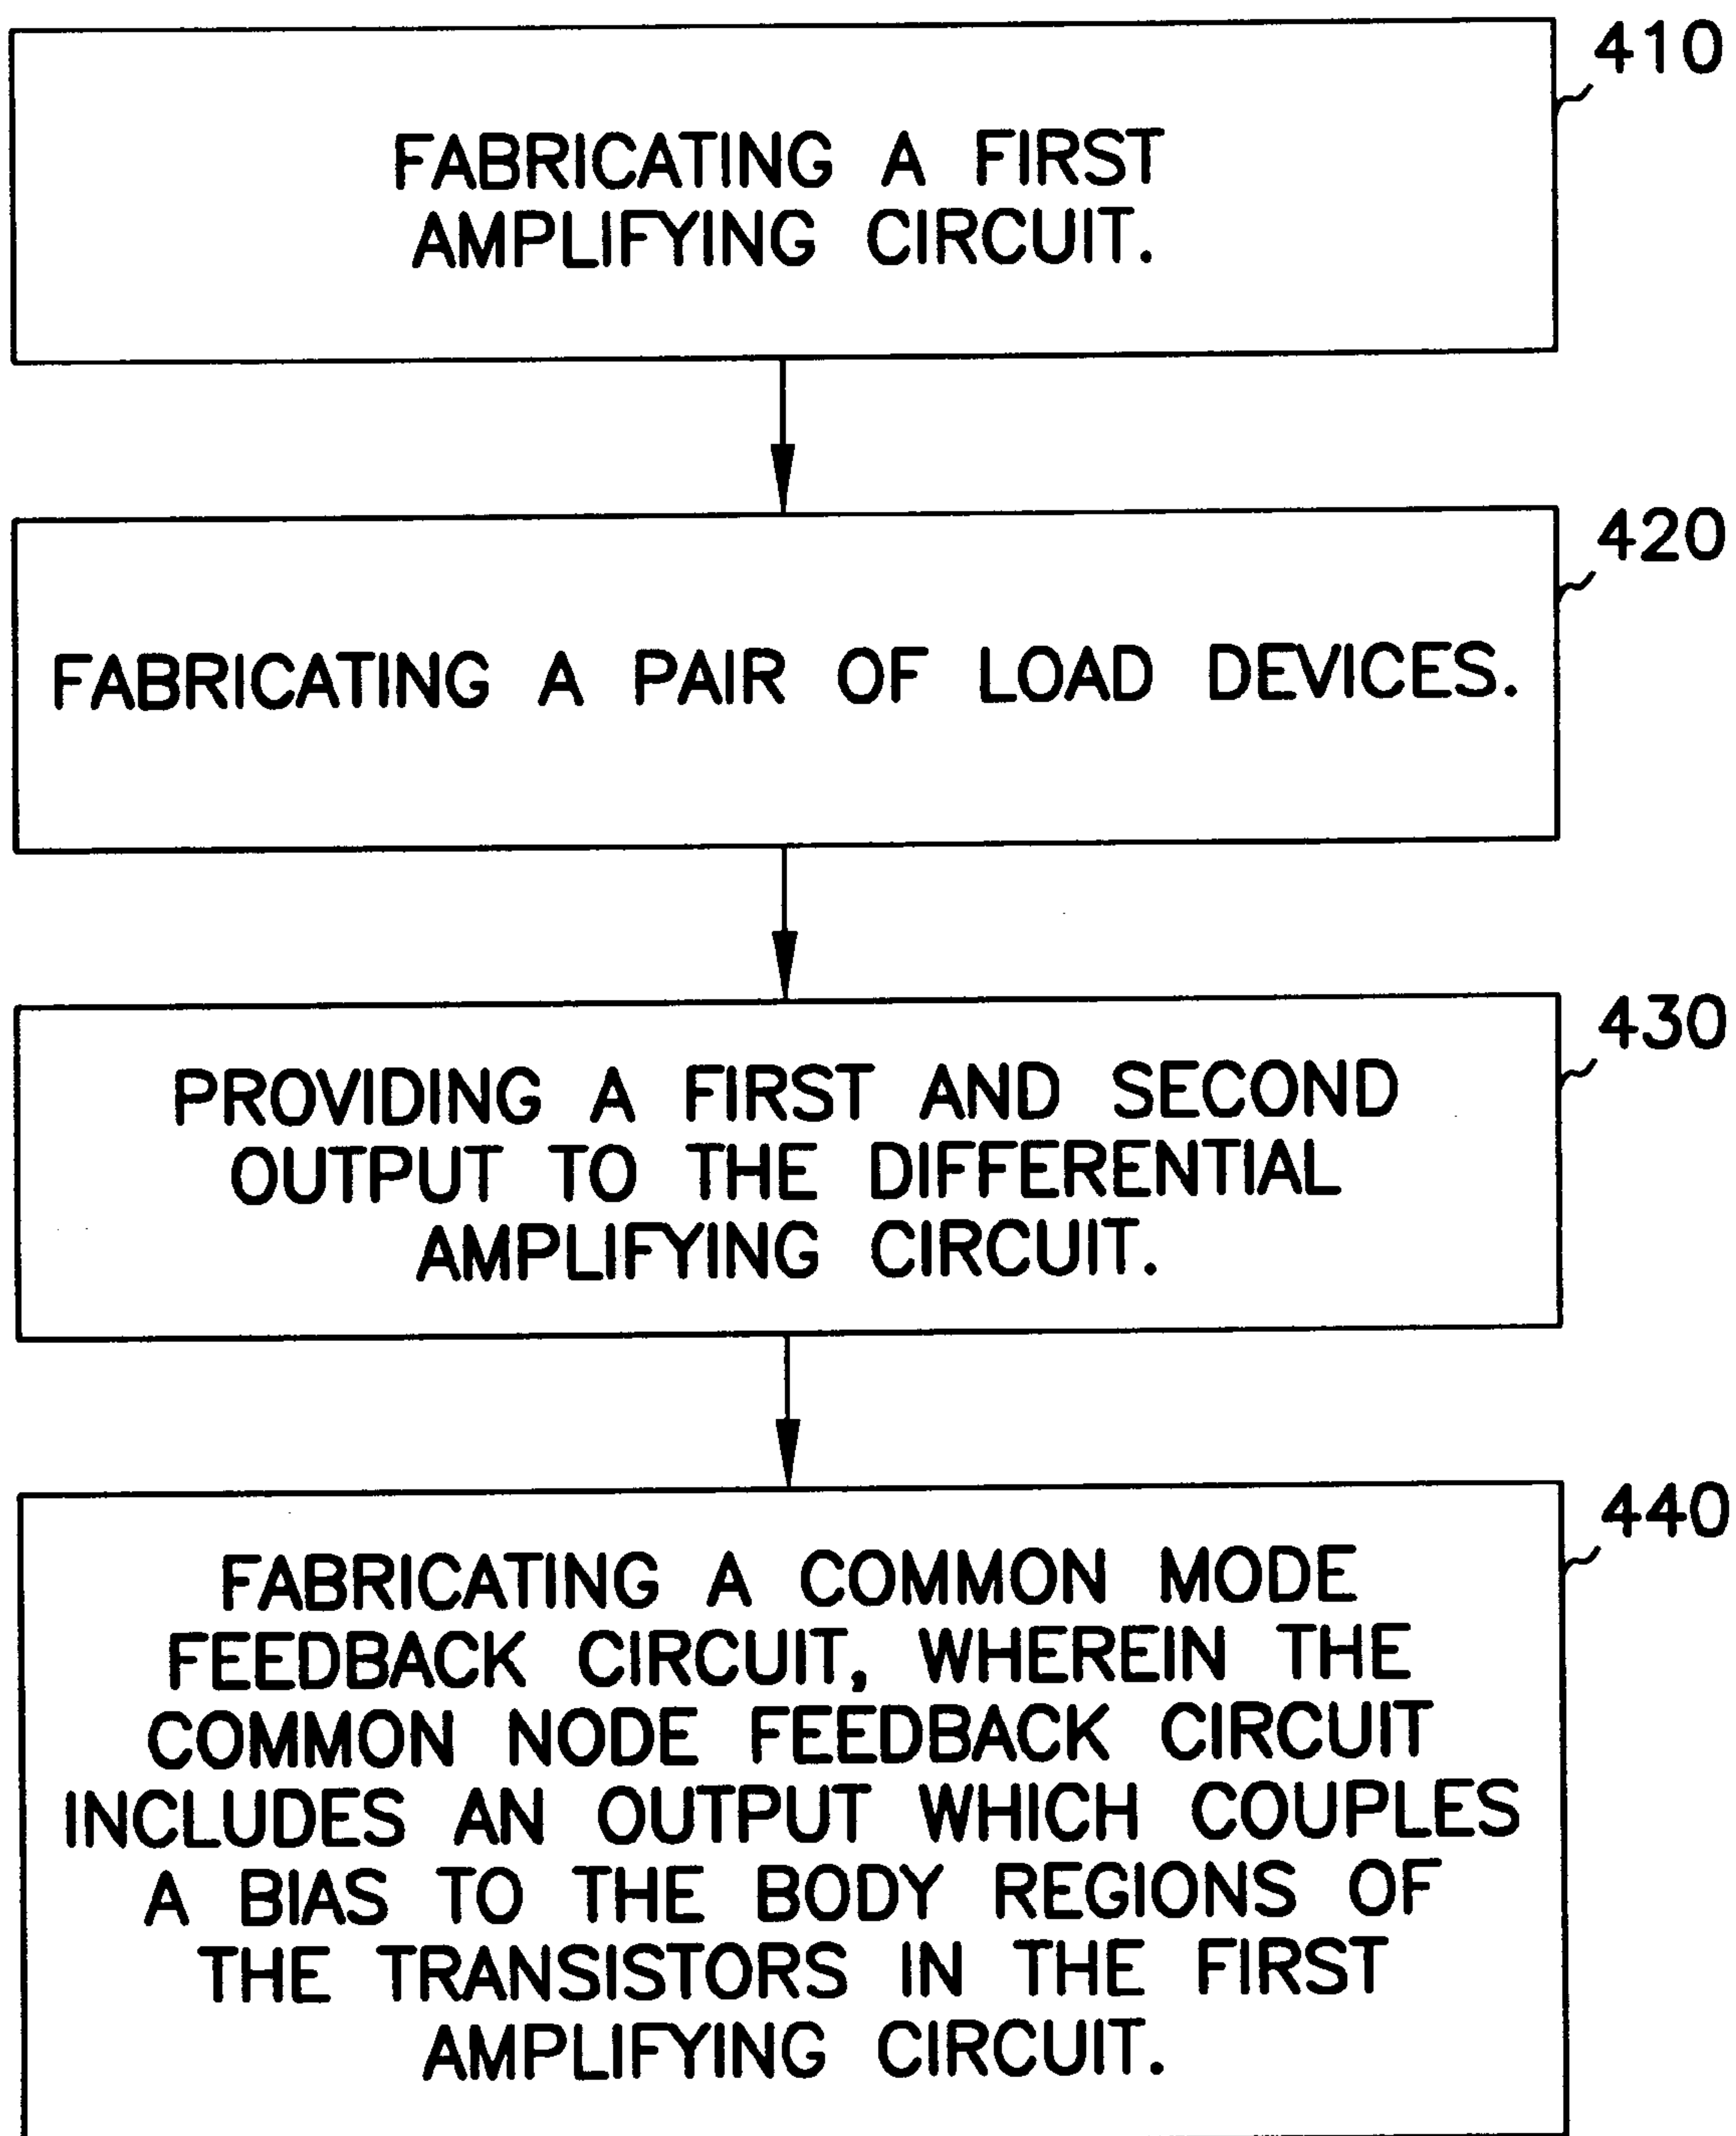 410
FABRICATING A FIRST
AMPLIFYING CIRCUIT.
420
FABRICATING A PAIR OF LOAD DEVICES.
430
PROVIDING A FIRST AND SECOND
OUTPUT TO THE DIFFERENTIAL
AMPLIFYING CIRCUIT.
440
FABRICATING A COMMON MODE
FEEDBACK CIRCUIT, WHEREIN THE
COMMON NODE FEEDBACK CIRCUIT
INCLUDES AN OUTPUT WHICH COUPLES
A BIAS TO THE BODY REGIONS OF
THE TRANSISTORS IN THE FIRST
AMPLIFYING CIRCUIT.